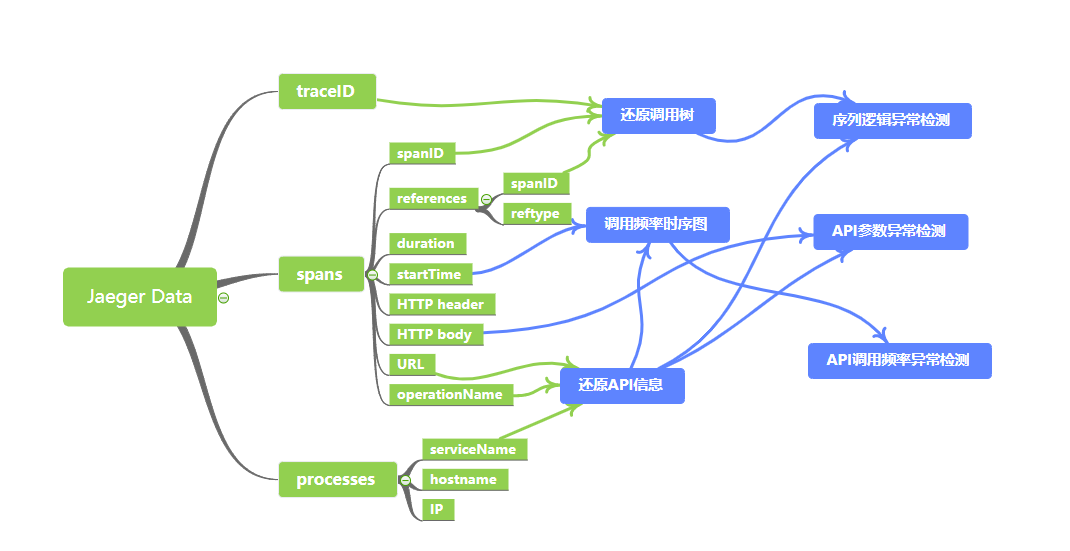 Jaeger Data
traceID
spans
spanID
references
spanID
reftype
duration
startTime
HTTP header
HTTP body
URL
operationName
processes
serviceName
hostname
IP
还原调用树
调用频率时序图
还原API信息
序列逻辑异常检测
API参数异常检测
API调用频率异常检测